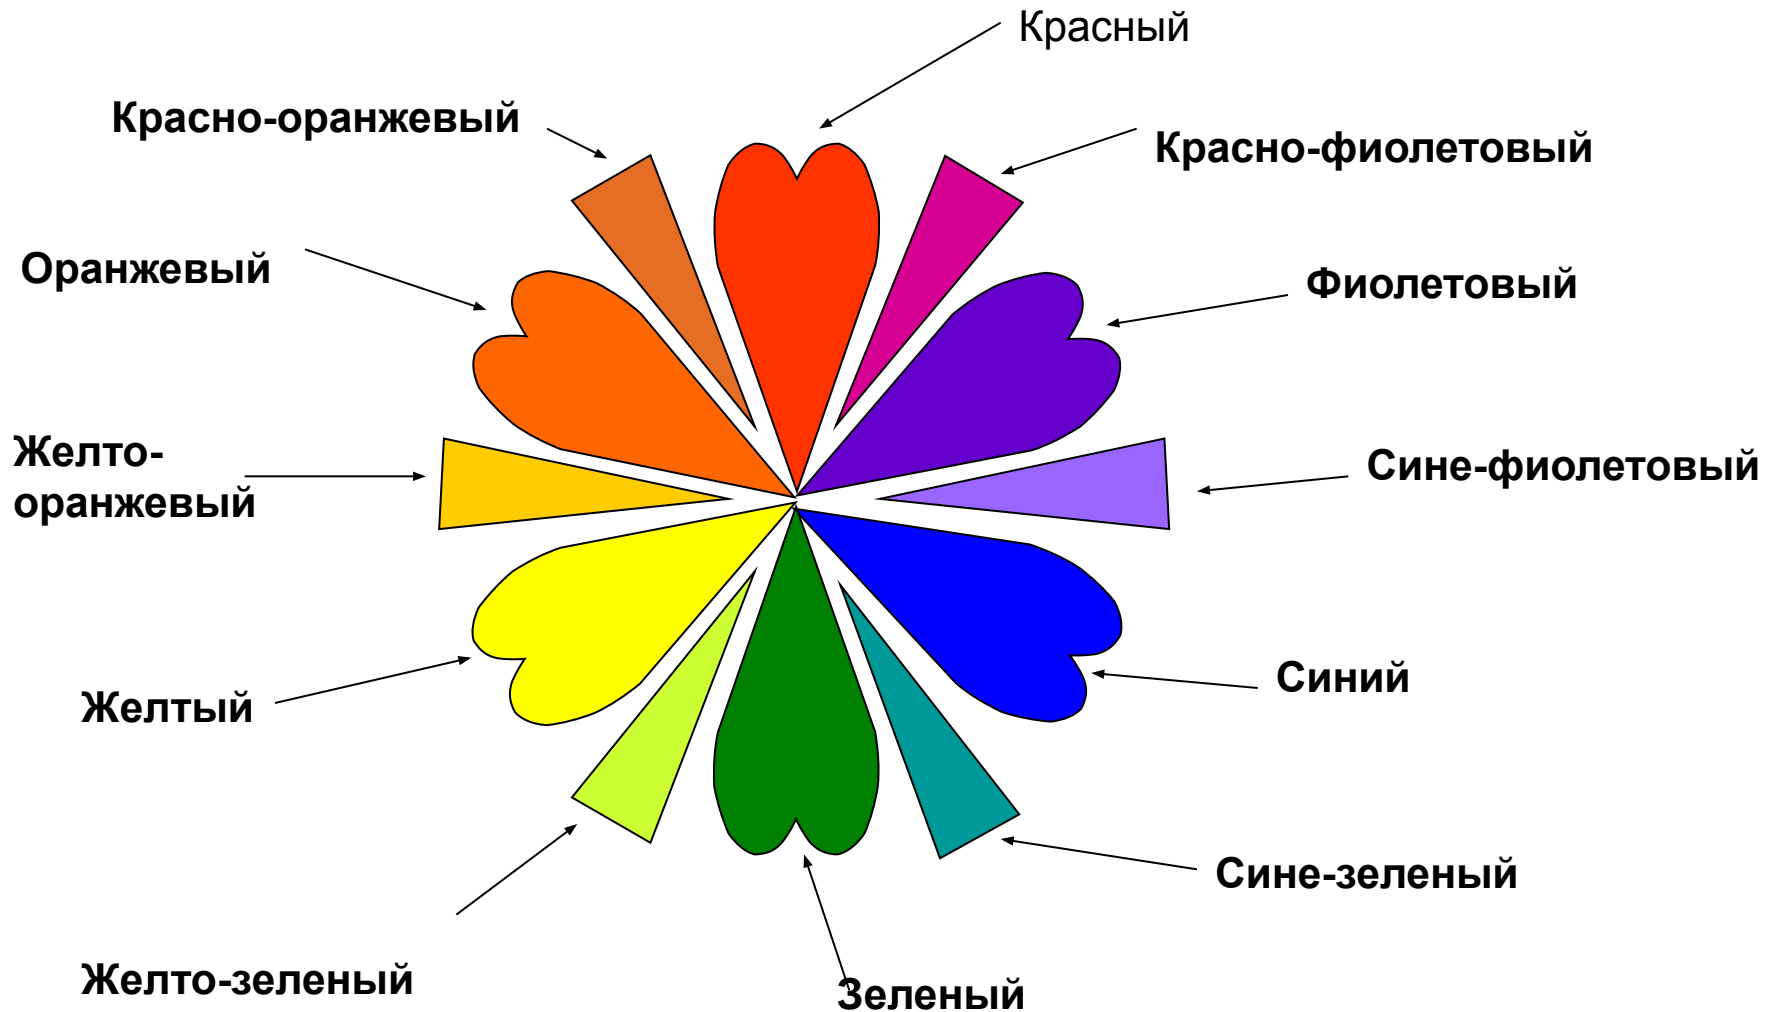 Красный
Красно-оранжевый
Красно-фиолетовый
Оранжевый
Фиолетовый
Желто-
оранжевый
Сине-фиолетовый
Желтый
Синий
Сине-зеленый
Желто-зеленый
Зеленый